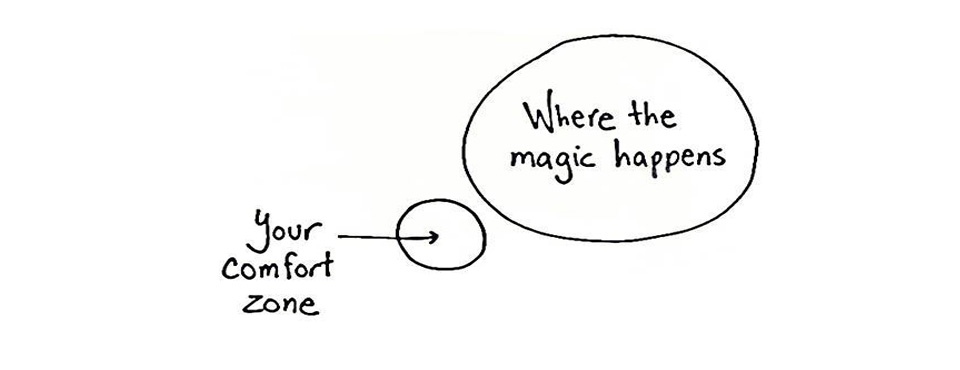 Where the
magic happens
Your
comfort
zone